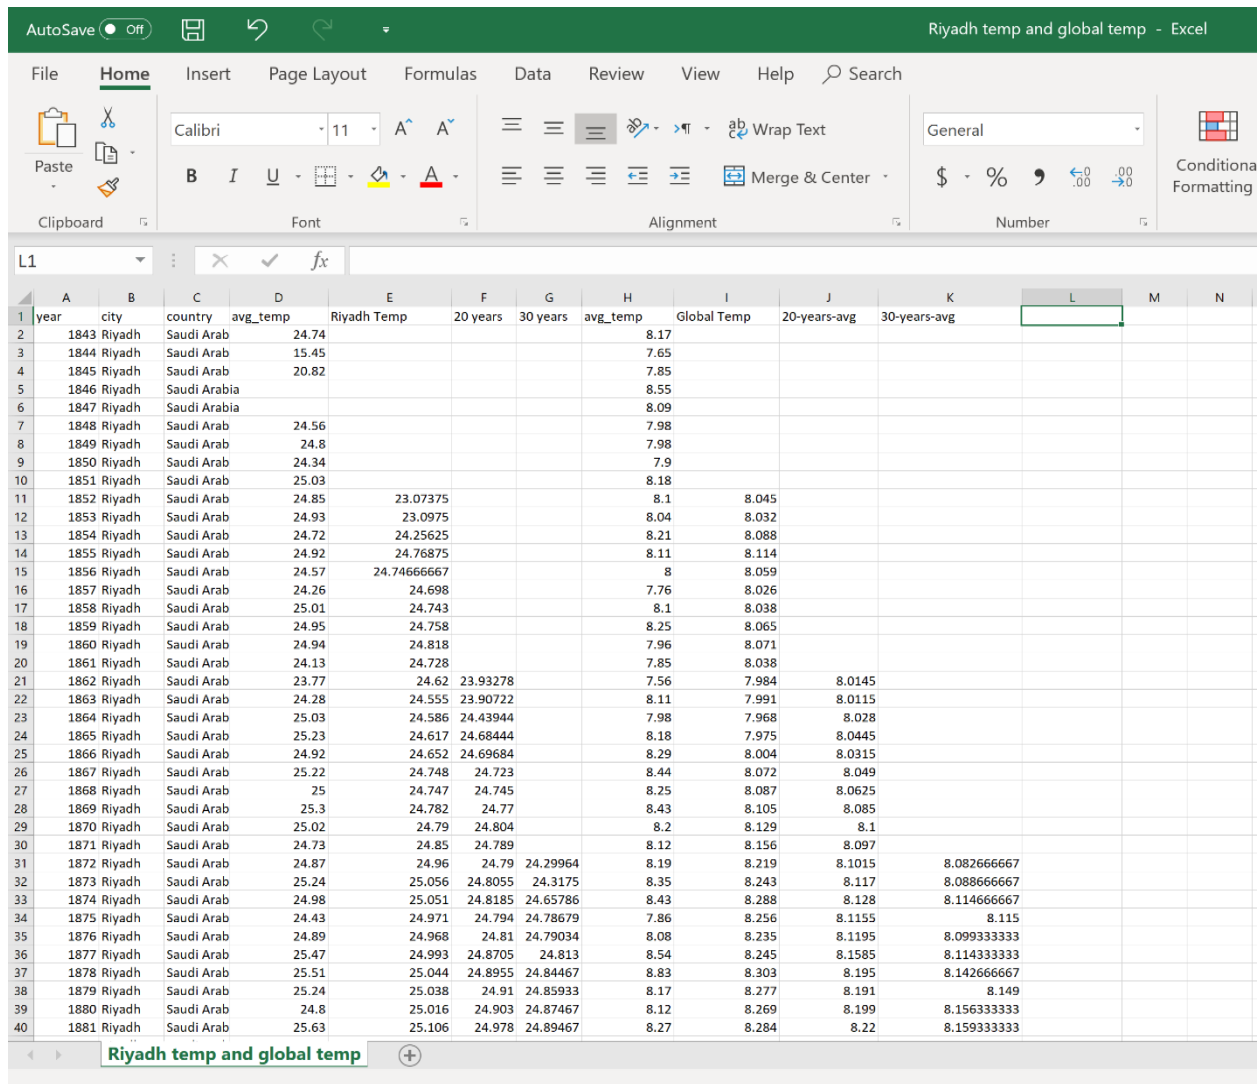 AutoSave Off Riyadh temp and global temp - Excel
File Home Insert Page Layout Formulas Data Review View Help Search
Calibri 11 A A ab Wrap Text General
Paste B I U A Merge & Center $ % 9 Conditiona Formatting
Clipboard Font Alignment Number
L1 fx
A B C D E F G H I J K L M N
1 year city country avg_temp Riyadh Temp 20 years 30 years avg_temp Global Temp 20-years-avg 30-years-avg
2 1843 Riyadh Saudi Arab 24.74 8.17
3 1844 Riyadh Saudi Arab 15.45 7.65
4 1845 Riyadh Saudi Arab 20.82 7.85
5 1846 Riyadh Saudi Arabia 8.55
6 1847 Riyadh Saudi Arabia 8.09
7 1848 Riyadh Saudi Arab 24.56 7.98
8 1849 Riyadh Saudi Arab 24.8 7.98
9 1850 Riyadh Saudi Arab 24.34 7.9
10 1851 Riyadh Saudi Arab 25.03 8.18
11 1852 Riyadh Saudi Arab 24.85 23.07375 8.1 8.045
12 1853 Riyadh Saudi Arab 24.93 23.0975 8.04 8.032
13 1854 Riyadh Saudi Arab 24.72 24.25625 8.21 8.088
14 1855 Riyadh Saudi Arab 24.92 24.76875 8.11 8.114
15 1856 Riyadh Saudi Arab 24.57 24.74666667 8 8.059
16 1857 Riyadh Saudi Arab 24.26 24.698 7.76 8.026
17 1858 Riyadh Saudi Arab 25.01 24.743 8.1 8.038
18 1859 Riyadh Saudi Arab 24.95 24.758 8.25 8.065
19 1860 Riyadh Saudi Arab 24.94 24.818 7.96 8.071
20 1861 Riyadh Saudi Arab 24.13 24.728 7.85 8.038
21 1862 Riyadh Saudi Arab 23.77 24.62 23.93278 7.56 7.984 8.0145
22 1863 Riyadh Saudi Arab 24.28 24.555 23.90722 8.11 7.991 8.0115
23 1864 Riyadh Saudi Arab 25.03 24.586 24.43944 7.98 7.968 8.028
24 1865 Riyadh Saudi Arab 25.23 24.617 24.68444 8.18 7.975 8.0445
25 1866 Riyadh Saudi Arab 24.92 24.652 24.69684 8.29 8.004 8.0315
26 1867 Riyadh Saudi Arab 25.22 24.748 24.723 8.44 8.072 8.049
27 1868 Riyadh Saudi Arab 25 24.747 24.745 8.25 8.087 8.0625
28 1869 Riyadh Saudi Arab 25.3 24.782 24.77 8.43 8.105 8.085
29 1870 Riyadh Saudi Arab 25.02 24.79 24.804 8.2 8.129 8.1
30 1871 Riyadh Saudi Arab 24.73 24.85 24.789 8.12 8.156 8.097
31 1872 Riyadh Saudi Arab 24.87 24.96 24.79 24.29964 8.19 8.219 8.1015 8.082666667
32 1873 Riyadh Saudi Arab 25.24 25.056 24.8055 24.3175 8.35 8.243 8.117 8.088666667
33 1874 Riyadh Saudi Arab 24.98 25.051 24.8185 24.65786 8.43 8.288 8.128 8.114666667
34 1875 Riyadh Saudi Arab 24.43 24.971 24.794 24.78679 7.86 8.256 8.1155 8.115
35 1876 Riyadh Saudi Arab 24.89 24.968 24.81 24.79034 8.08 8.235 8.1195 8.099333333
36 1877 Riyadh Saudi Arab 25.47 24.993 24.8705 24.813 8.54 8.245 8.1585 8.114333333
37 1878 Riyadh Saudi Arab 25.51 25.044 24.8955 24.84467 8.83 8.303 8.195 8.142666667
38 1879 Riyadh Saudi Arab 25.24 25.038 24.91 24.85933 8.17 8.277 8.191 8.149
39 1880 Riyadh Saudi Arab 24.8 25.016 24.903 24.87467 8.12 8.269 8.199 8.156333333
40 1881 Riyadh Saudi Arab 25.63 25.106 24.978 24.89467 8.27 8.284 8.22 8.159333333
Riyadh temp and global temp